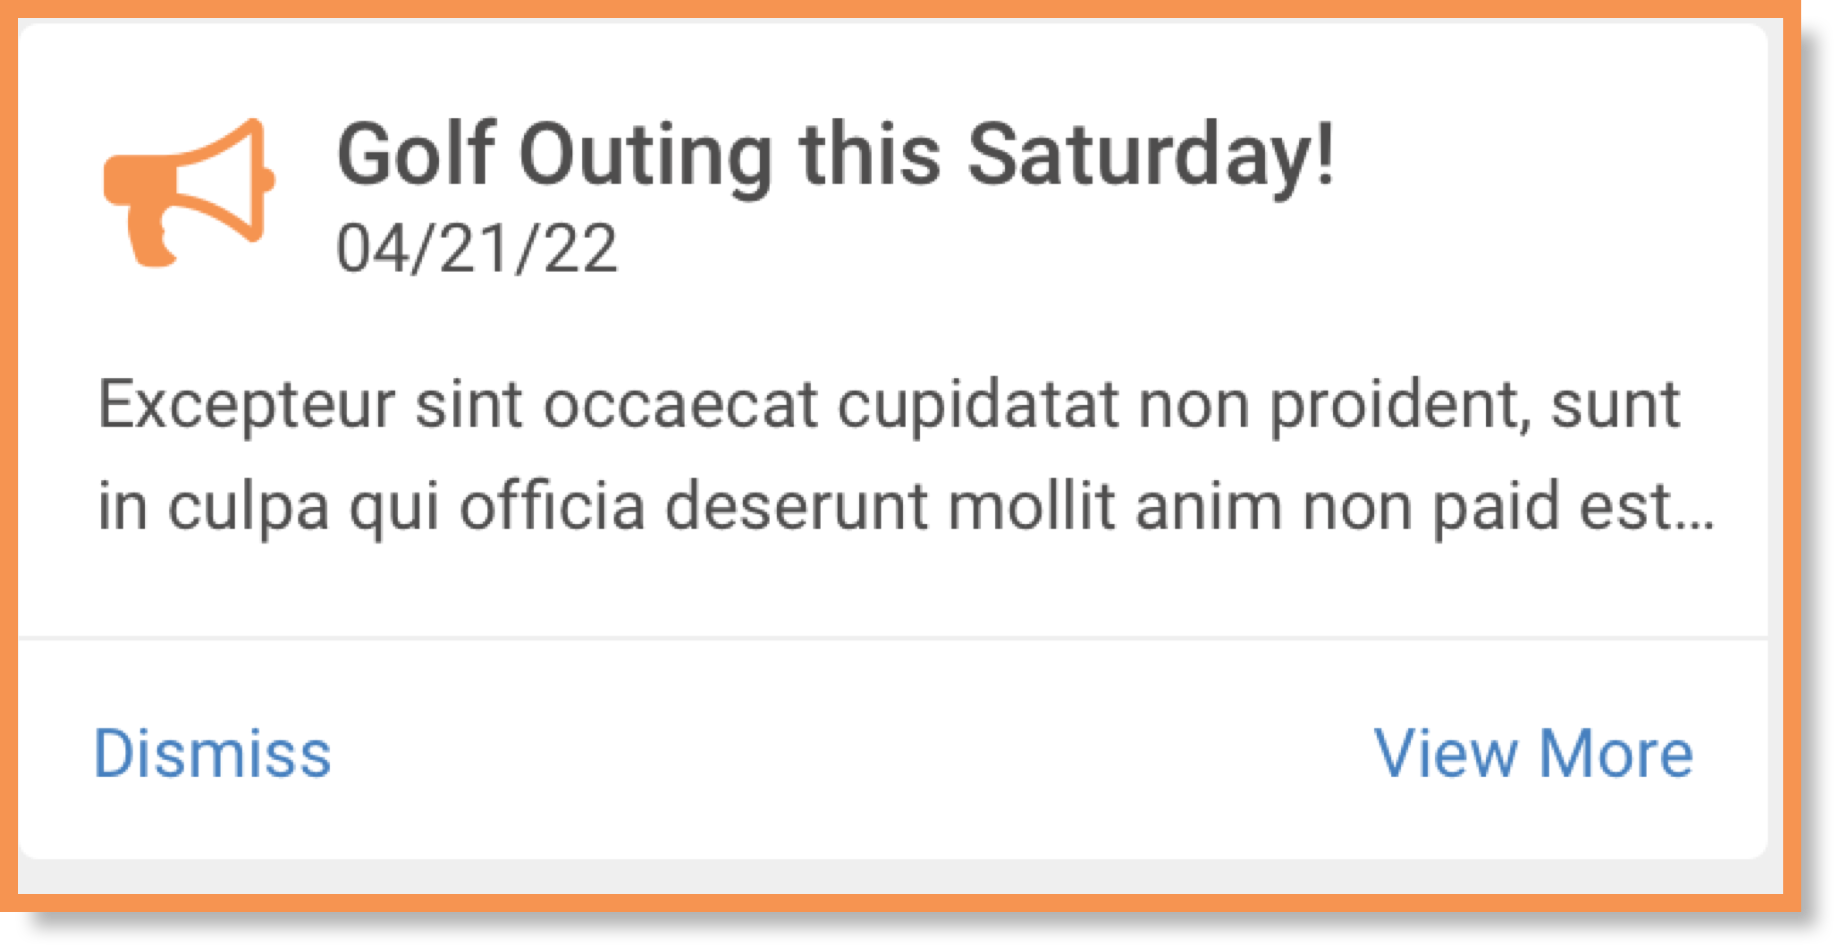 Golf Outing this Saturday!
04/21/22
Excepteur sint occaecat cupidatat non proident, sunt
in culpa qui officia deserunt mollit anim non paid est...
Dismiss
View More